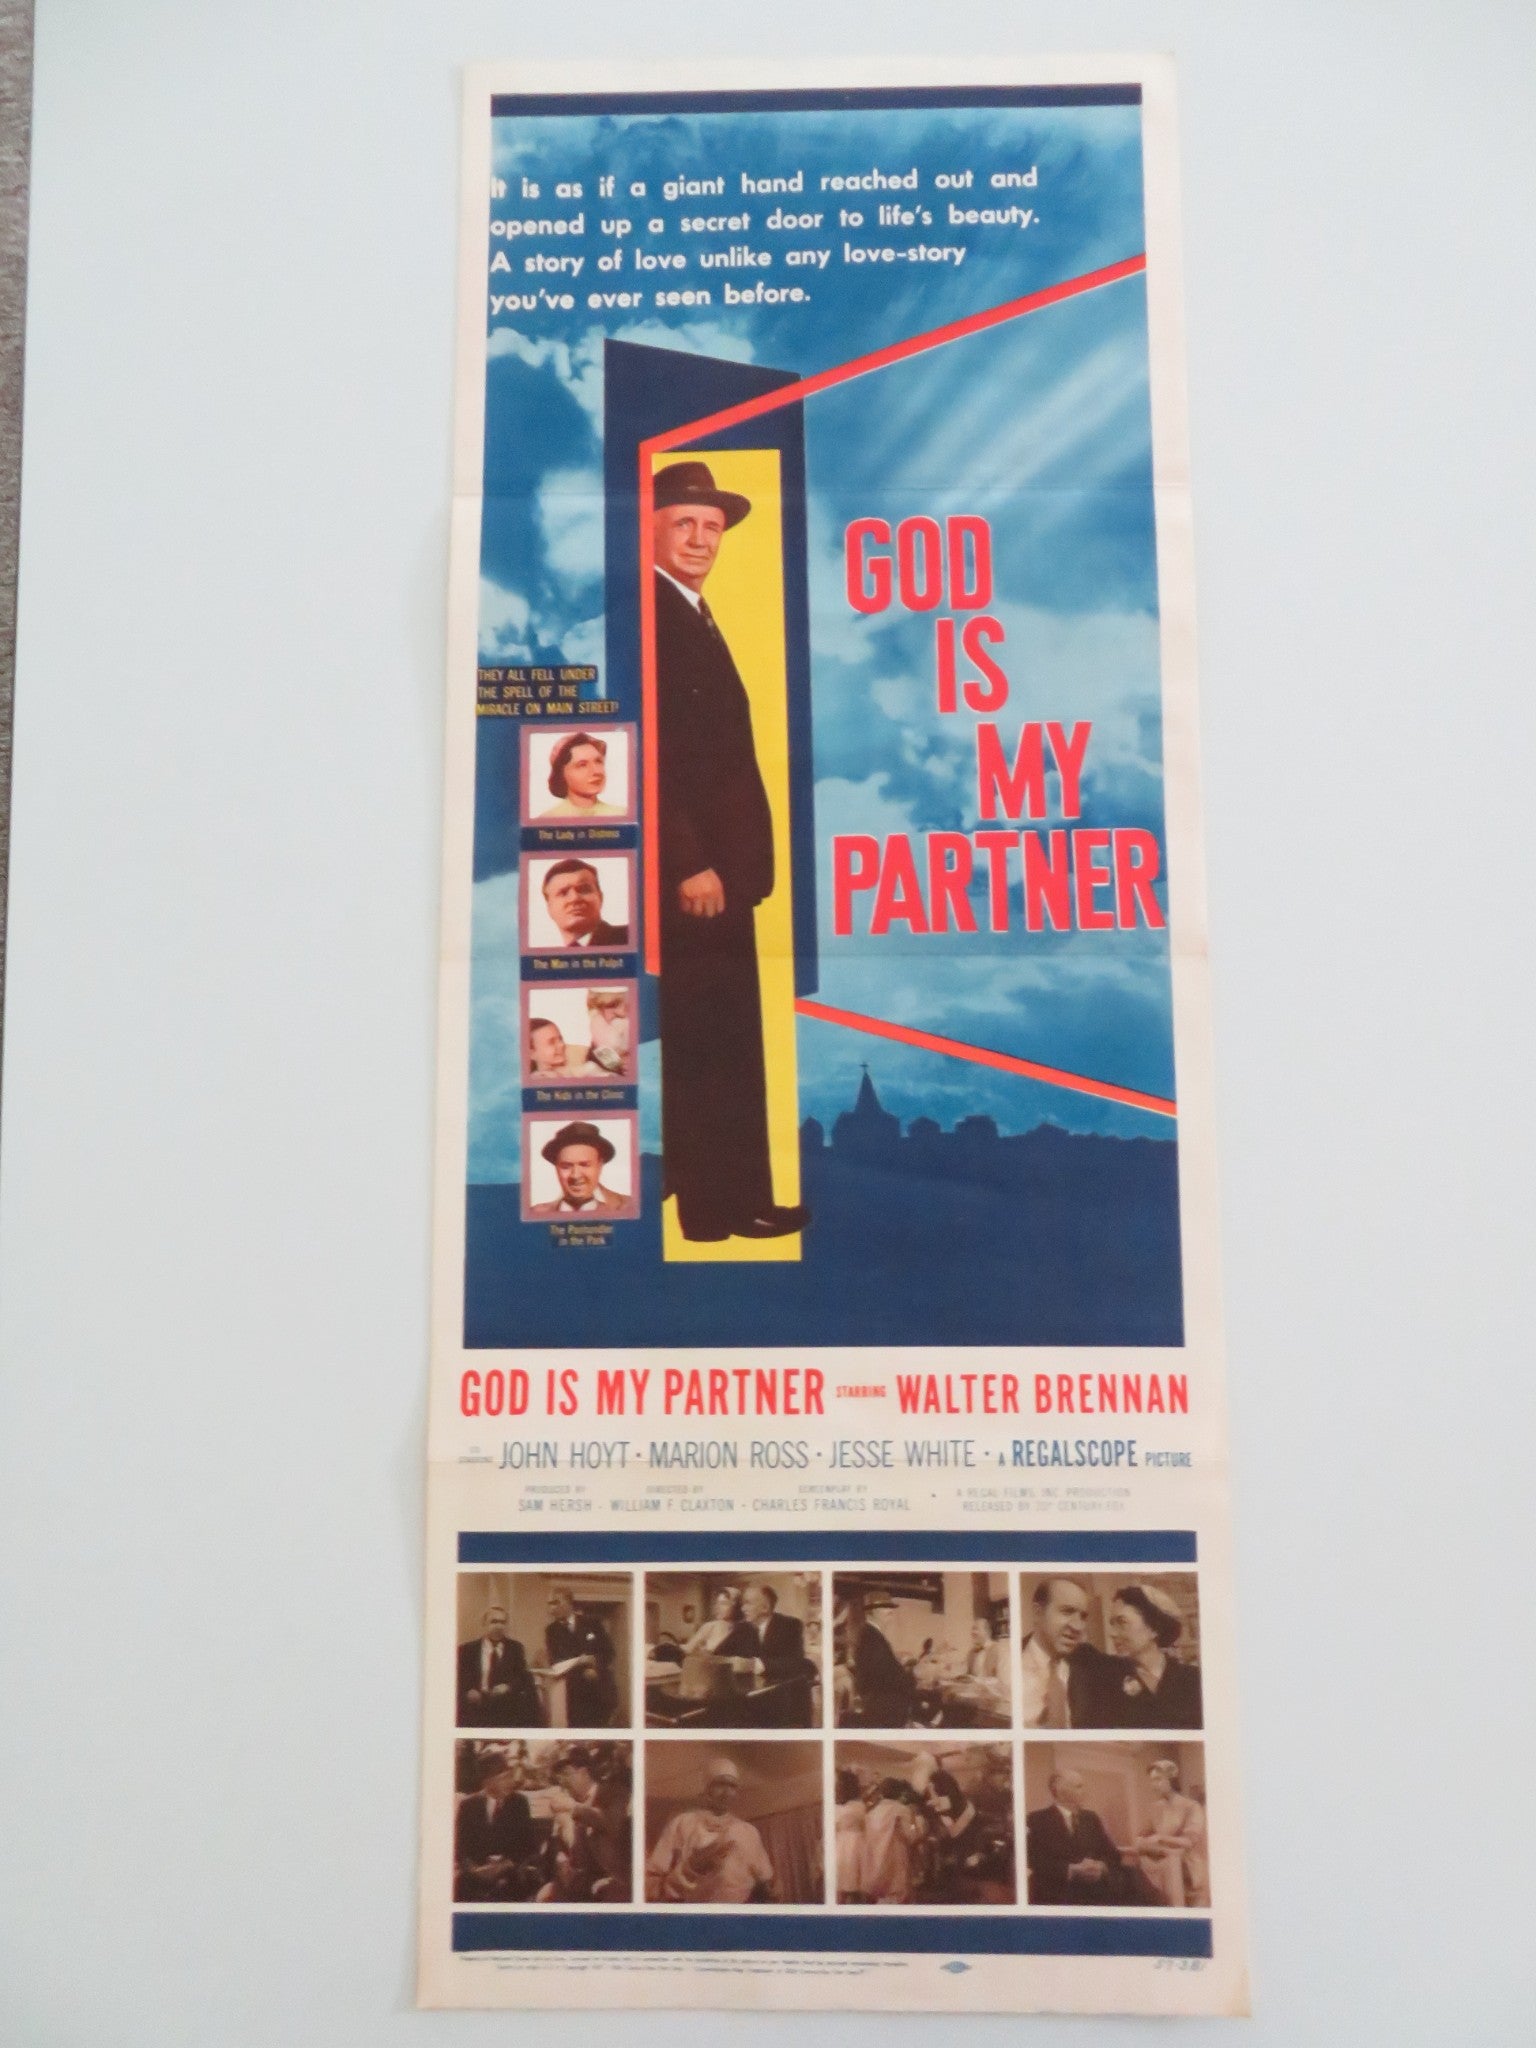 It is as if a giant hand reached out and
opened up a secret door to life's beauty.
A story of love unlike any love-story
you've ever seen before.
GOD
IS
MY
PARTNER
THEY ALL FELL UNDER
THE SPELL OF THE
MIRACLE ON MAIN STREET!
The Lady in Distress
The Man in the Pulpit
The Kids in the Clinic
The Panhandler
in the Park
GOD IS MY PARTNER STARRING WALTER BRENNAN
JOHN HOYT · MARION ROSS · JESSE WHITE · A REGALSCOPE PICTURE
PRODUCED BY DIRECTED BY SCREENPLAY BY A REGAL FILMS, INC. PRODUCTION
SAM HERSH · WILLIAM F. CLAXTON · CHARLES FRANCIS ROYAL · RELEASED BY 20th CENTURY-FOX